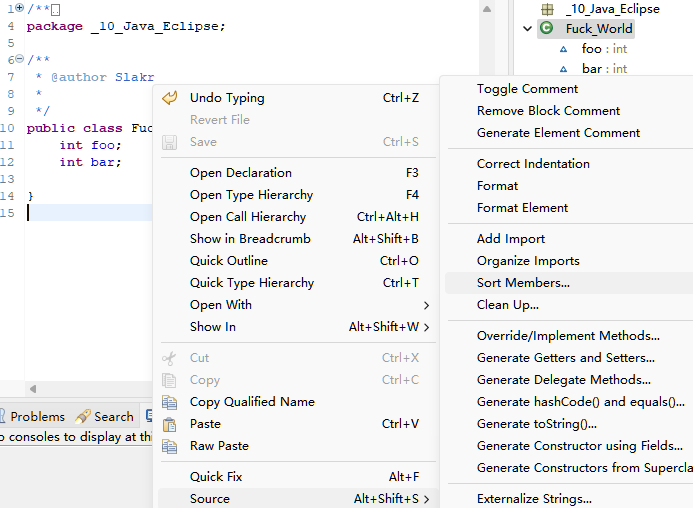 1 /**
4 package _10_Java_Eclipse;
5
6 /**
7 * @author Slakr
8 *
9 */
10 public class Fuc
11 int foo;
12 int bar;
13
14 }
15
_10_Java_Eclipse
Fuck_World
foo : int
bar : int
Undo Typing Ctrl+Z
Revert File
Save Ctrl+S
Open Declaration F3
Open Type Hierarchy F4
Open Call Hierarchy Ctrl+Alt+H
Show in Breadcrumb Alt+Shift+B
Quick Outline Ctrl+O
Quick Type Hierarchy Ctrl+T
Open With
Show In Alt+Shift+W
Cut Ctrl+X
Copy Ctrl+C
Copy Qualified Name
Paste Ctrl+V
Raw Paste
Quick Fix Alt+F
Source Alt+Shift+S
Toggle Comment
Remove Block Comment
Generate Element Comment
Correct Indentation
Format
Format Element
Add Import
Organize Imports
Sort Members...
Clean Up...
Override/Implement Methods...
Generate Getters and Setters...
Generate Delegate Methods...
Generate hashCode() and equals()...
Generate toString()...
Generate Constructor using Fields...
Generate Constructors from Supercla
Externalize Strings...
Problems Search
o consoles to display at thi